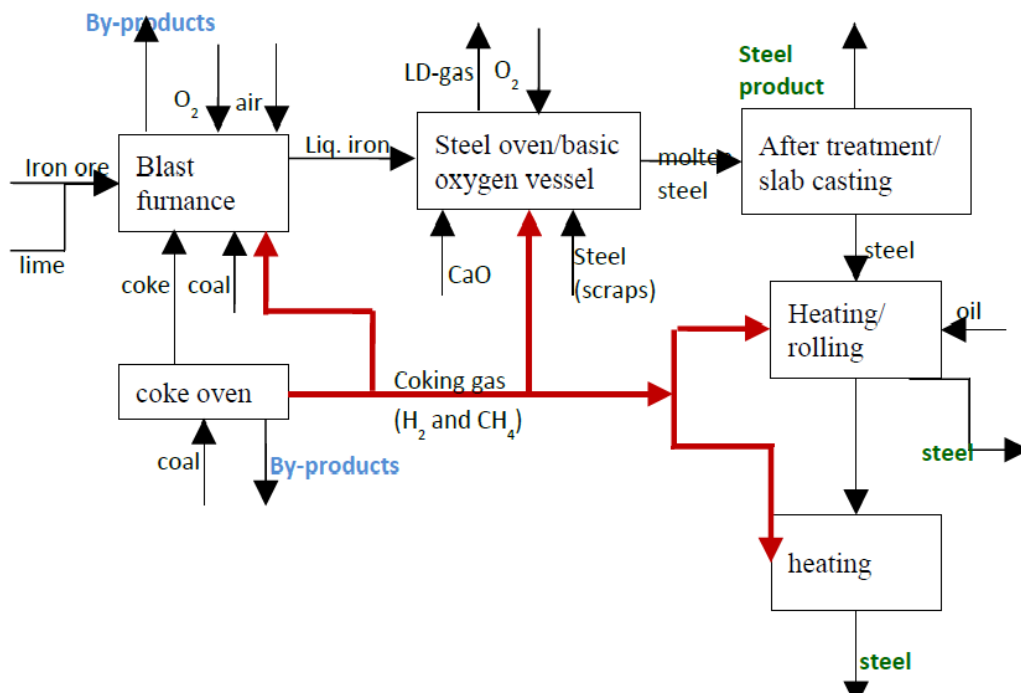 By-products
LD-gas
O2
Steel
product
O2
air
Iron ore
Blast
furnance
Liq. iron
Steel oven/basic
oxygen vessel
molten
steel
After treatment/
slab casting
lime
coke
coal
CaO
Steel
(scraps)
steel
Heating/
rolling
oil
coke oven
Coking gas
(H2 and CH4)
coal
By-products
steel
heating
steel